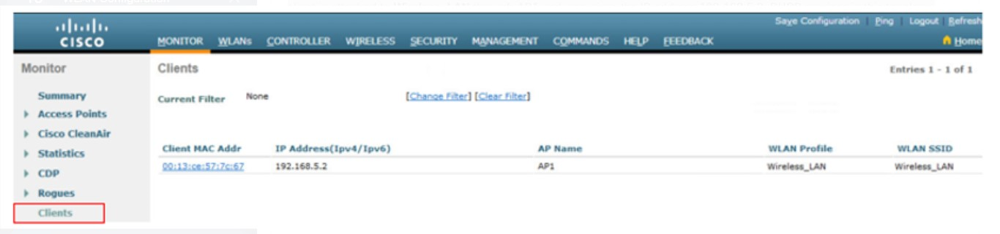 WLAN Configuration
Save Configuration | Ping | Logout | Refresh
CISCO MONITOR WLANs CONTROLLER WIRELESS SECURITY MANAGEMENT COMMANDS HELP FEEDBACK Home
Monitor
Summary
Access Points
Cisco CleanAir
Statistics
CDP
Rogues
Clients
Clients Entries 1 - 1 of 1
Current Filter None [Change Filter] [Clear Filter]
Client MAC Addr IP Address(Ipv4/Ipv6) AP Name WLAN Profile WLAN SSID
00:13:ce:57:7c:67 192.168.5.2 AP1 Wireless_LAN Wireless_LAN